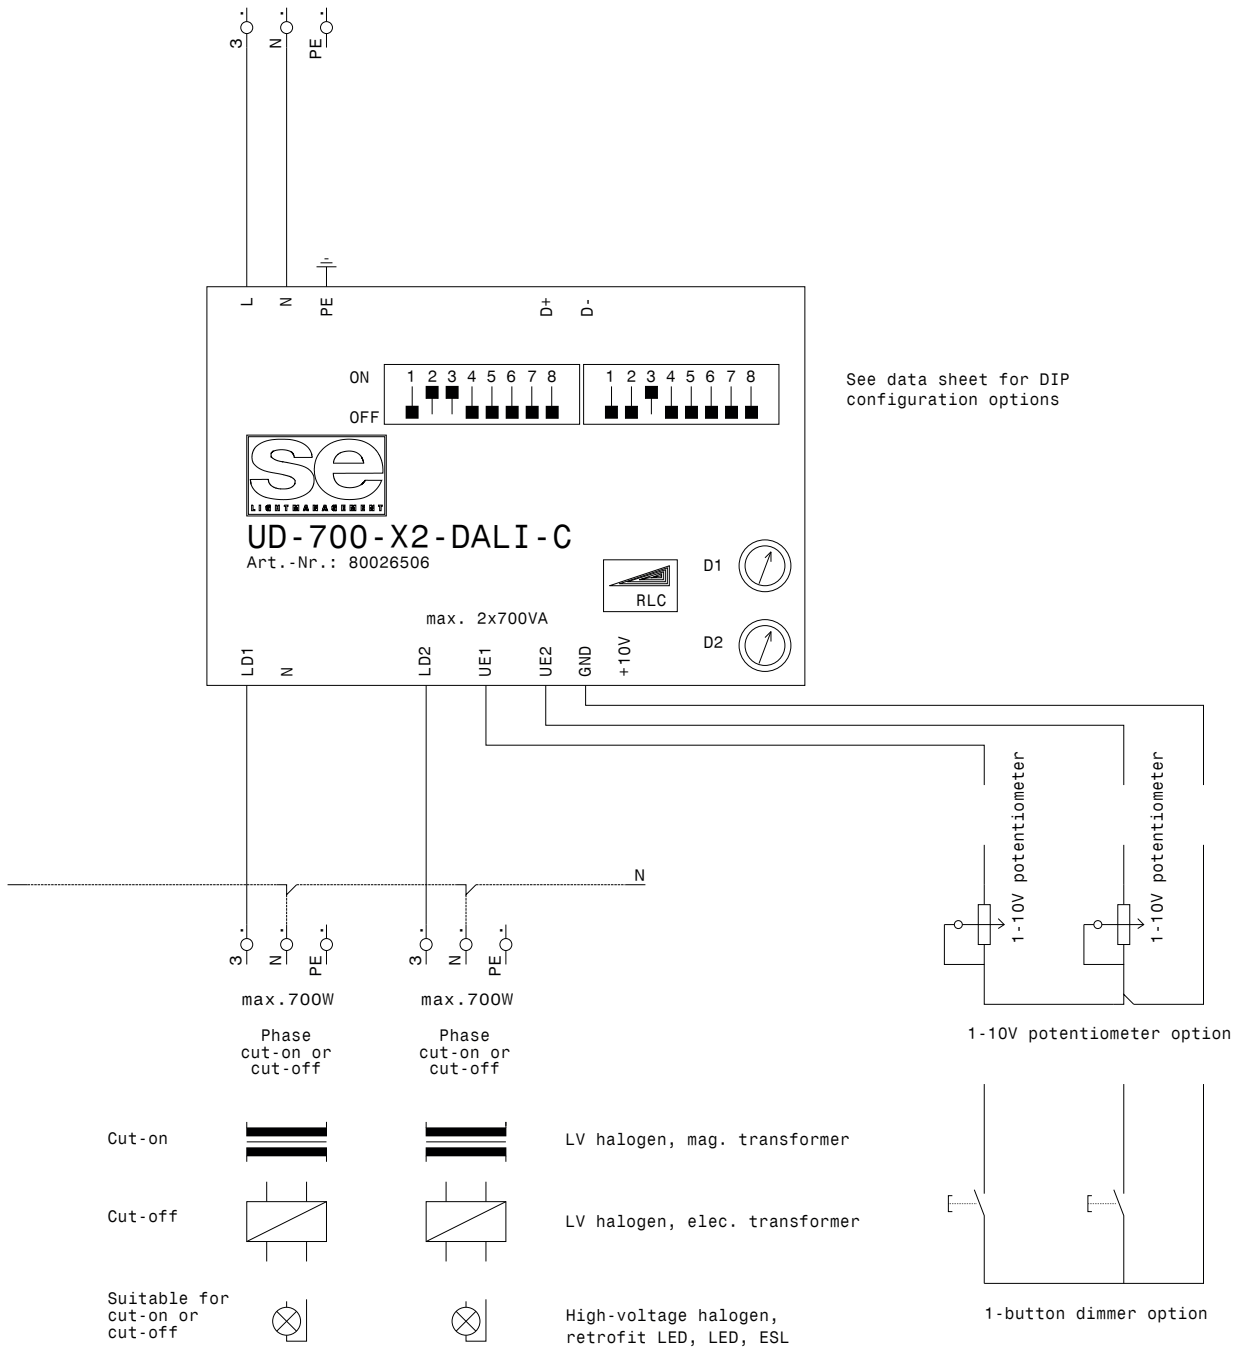 3 N PE
L N PE D+ D-
ON 1 2 3 4 5 6 7 8 1 2 3 4 5 6 7 8
OFF
See data sheet for DIP
configuration options
se
LIGHTMANAGEMENT
UD-700-X2-DALI-C
Art.-Nr.: 80026506
RLC
D1
D2
max. 2x700VA
LD1 N LD2 UE1 UE2 GND +10V
1-10V potentiometer
1-10V potentiometer
N
3 N PE 3 N PE
max.700W
max.700W
Phase
cut-on or
cut-off
Phase
cut-on or
cut-off
1-10V potentiometer option
Cut-on
LV halogen, mag. transformer
Cut-off
LV halogen, elec. transformer
Suitable for
cut-on or
cut-off
High-voltage halogen,
retrofit LED, LED, ESL
1-button dimmer option